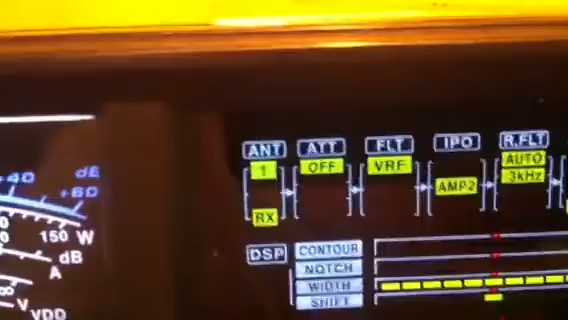 ANT ATT FLT IPO R.FLT
1 OFF VRF AMP2 AUTO
3kHz
RX
+40 dB
+60
150 W
dB
A
V
VDD
DSP CONTOUR
NOTCH
WIDTH
SHIFT